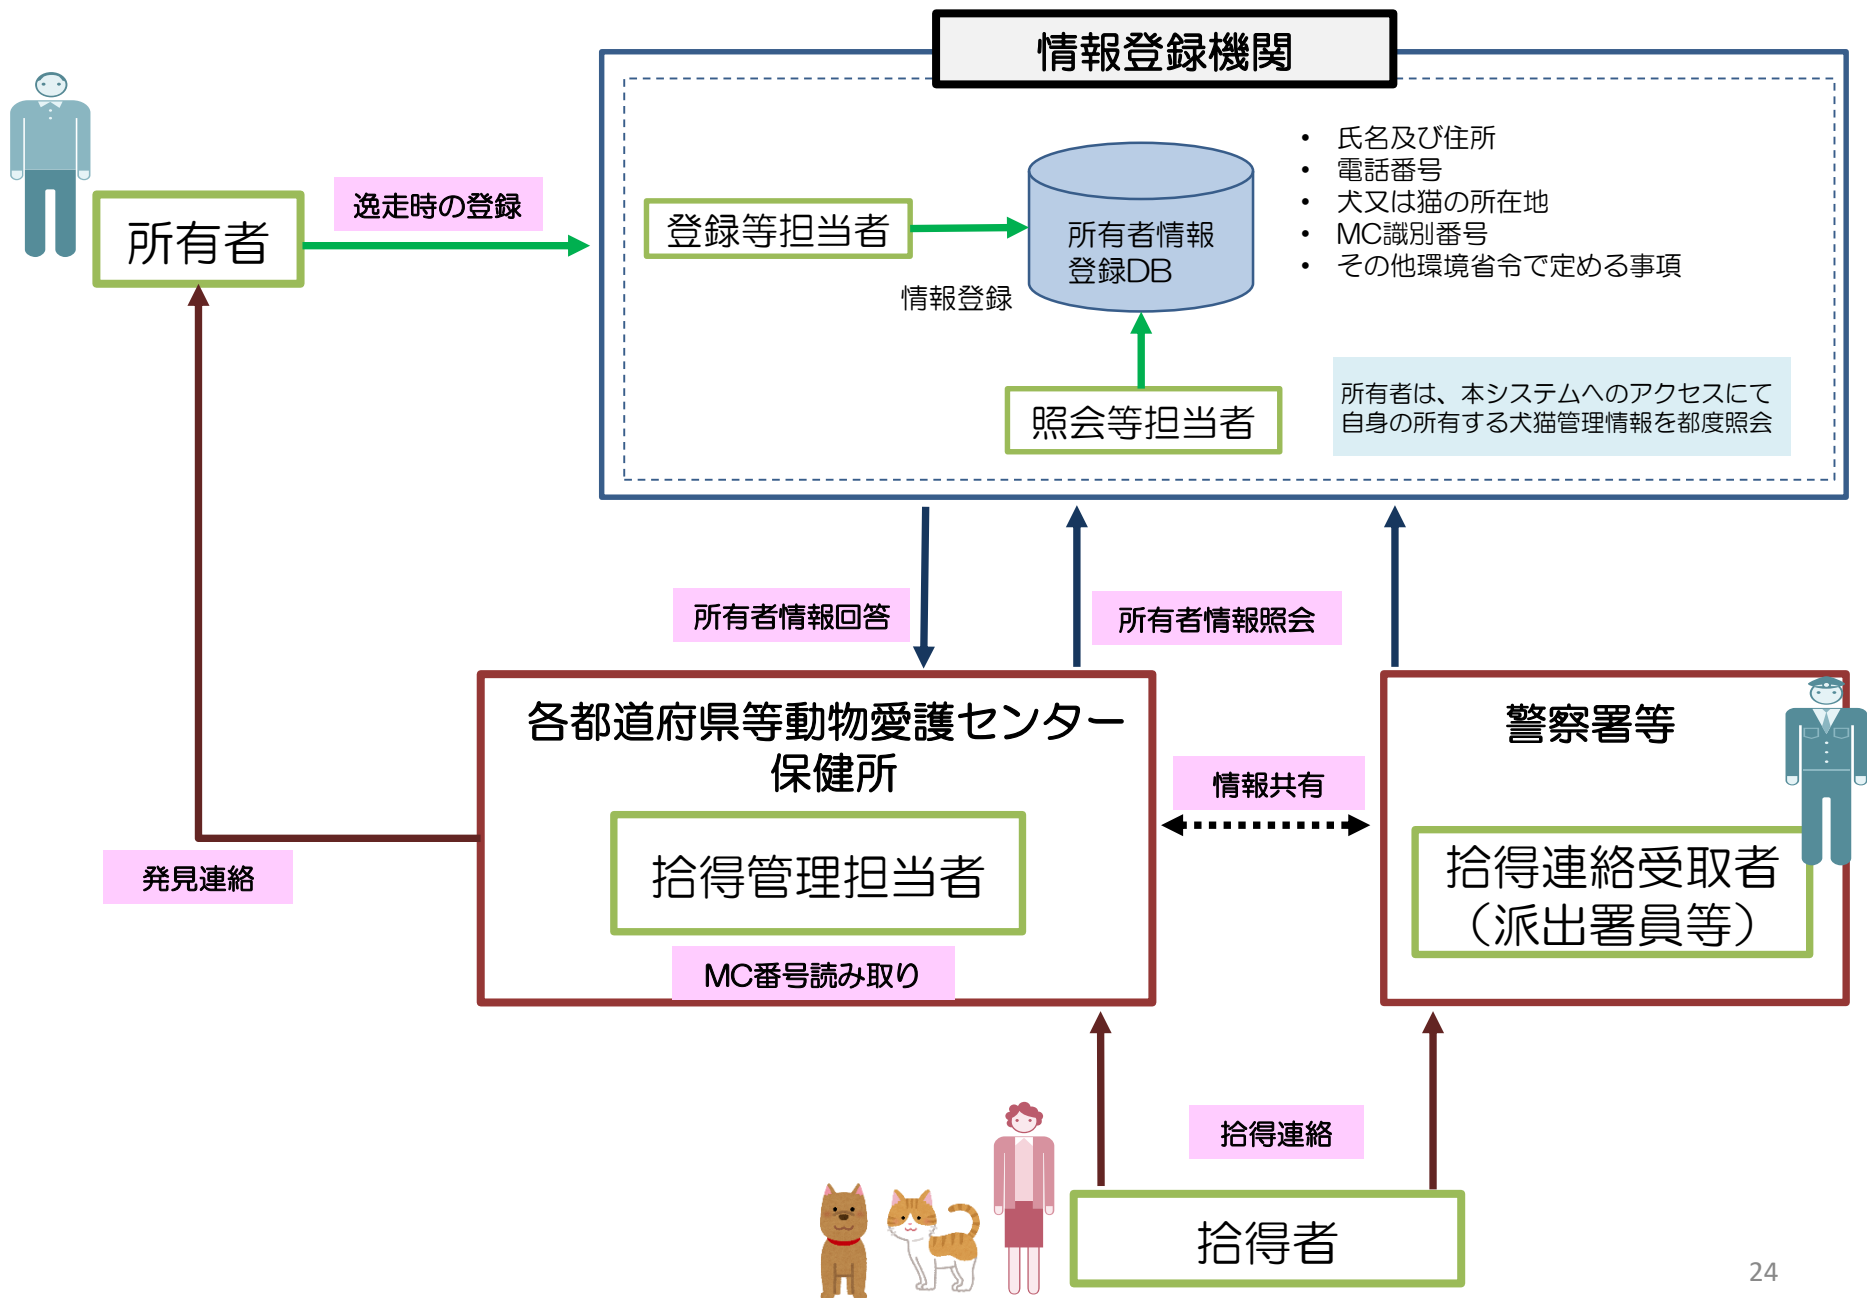 情報登録機関
・ 氏名及び住所
・ 電話番号
・ 犬又は猫の所在地
・ MC識別番号
・ その他環境省令で定める事項
逸走時の登録
所有者
登録等担当者
所有者情報
登録DB
情報登録
照会等担当者
所有者は、本システムへのアクセスにて
自身の所有する犬猫管理情報を都度照会
所有者情報回答
所有者情報照会
各都道府県等動物愛護センター
保健所
警察署等
情報共有
拾得管理担当者
拾得連絡受取者
（派出署員等）
発見連絡
MC番号読み取り
拾得連絡
拾得者
24